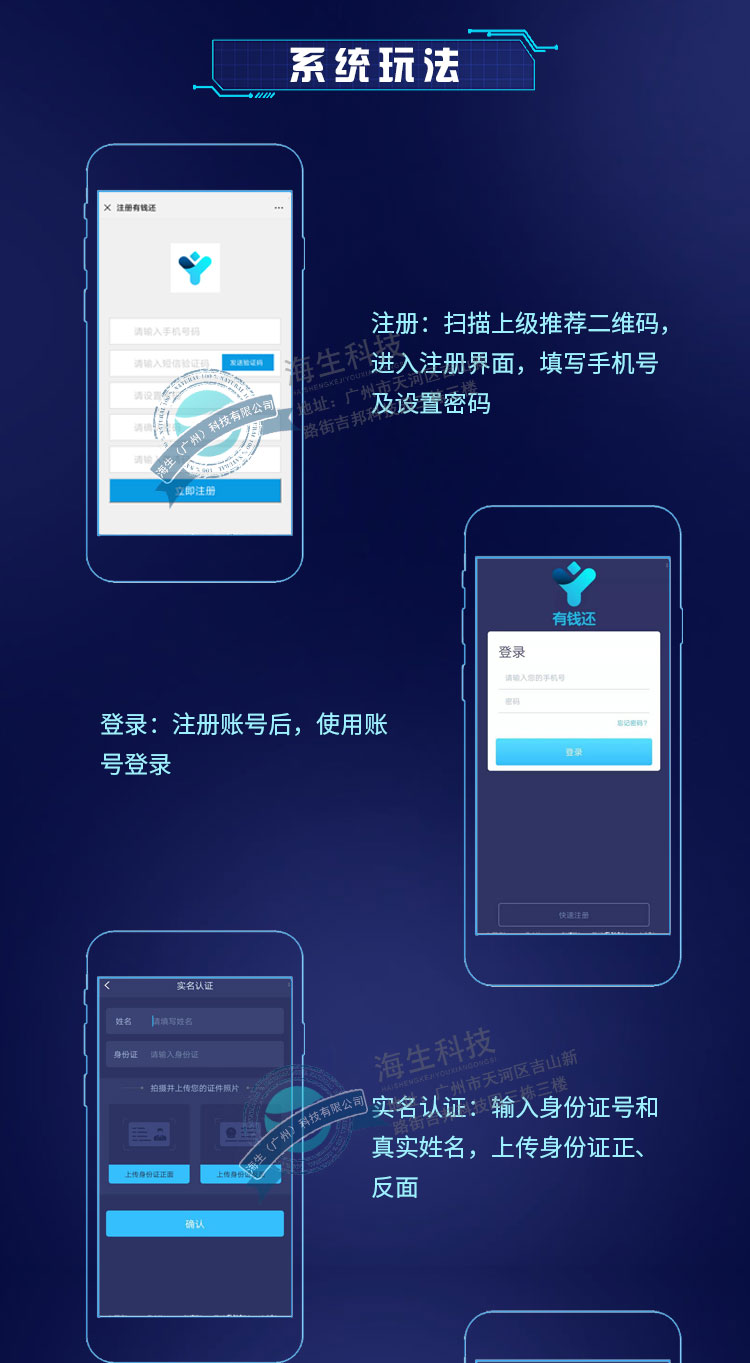 系统玩法
注册有钱还
请输入手机号码
请输入短信验证码
发送验证码
请设置
请确
请输
立即注册
注册：扫描上级推荐二维码，
进入注册界面，填写手机号
及设置密码
海生科技
地址：广州市天河区吉山新
路街吉邦科技
三楼
海生（广州）科技有限公司
有钱还
登录
请输入您的手机号
密码
忘记密码？
登录
快速注册
登录：注册账号后，使用账
号登录
实名认证
姓名
请填写姓名
身份证
请输入身份证
拍摄并上传您的证件照片
上传身份证正面
上传身份证
确认
海生科技
广州市天河区吉山新
路街吉邦科技
栋三楼
海生（广州）科技有限公司
实名认证：输入身份证号和
真实姓名，上传身份证正、
反面